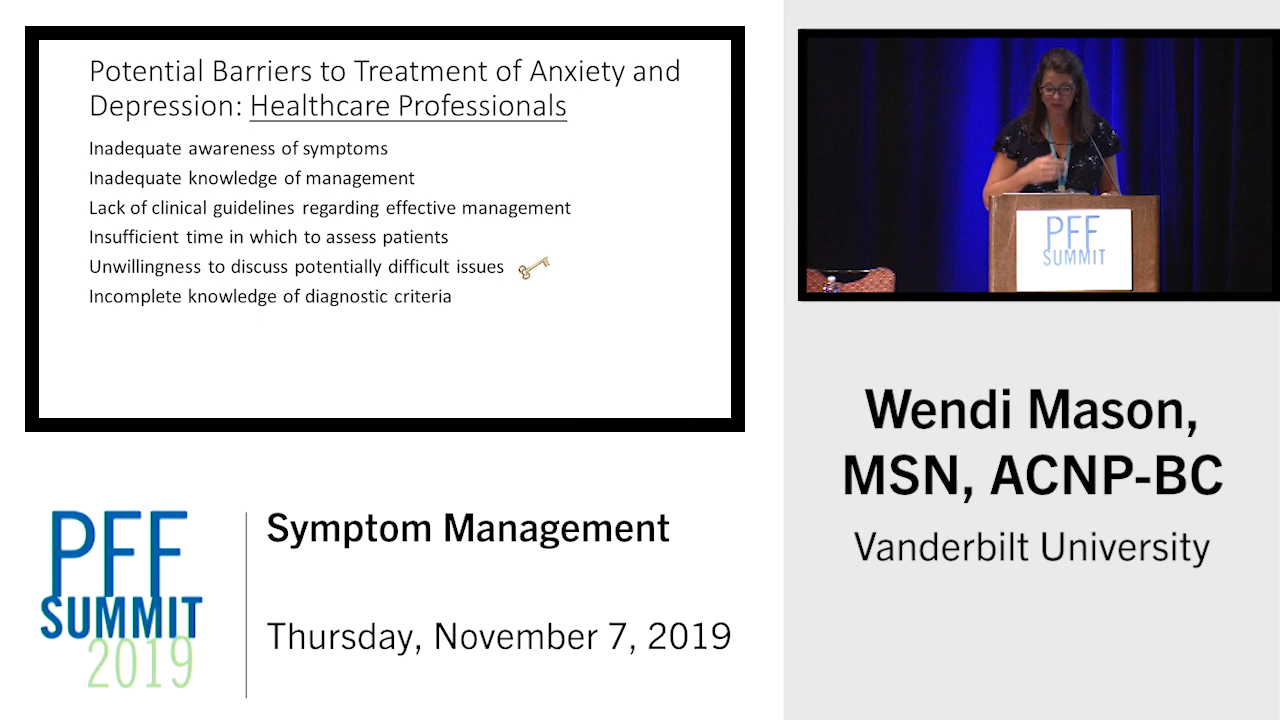 Potential Barriers to Treatment of Anxiety and
Depression: Healthcare Professionals
Inadequate awareness of symptoms
Inadequate knowledge of management
Lack of clinical guidelines regarding effective management
Insufficient time in which to assess patients
Unwillingness to discuss potentially difficult issues
Incomplete knowledge of diagnostic criteria
PFF
SUMMIT
Wendi Mason,
MSN, ACNP-BC
Vanderbilt University
PFF
SUMMIT
2019
Symptom Management
Thursday, November 7, 2019